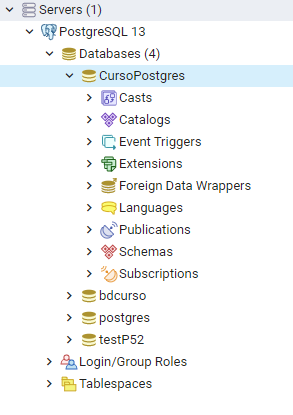 Servers (1)
PostgreSQL 13
Databases (4)
CursoPostgres
Casts
Catalogs
Event Triggers
Extensions
Foreign Data Wrappers
Languages
Publications
Schemas
Subscriptions
bdcurso
postgres
testP52
Login/Group Roles
Tablespaces